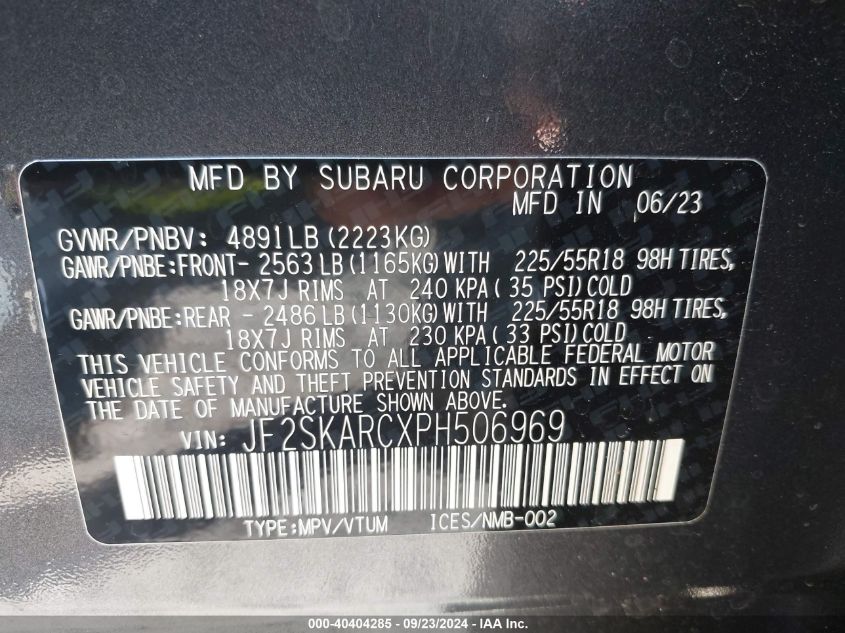 MFD BY SUBARU CORPORATION
MFD IN 06/23
GVWR/PNBV: 4891LB (2223KG)
GAWR/PNBE:FRONT- 2563LB (1165KG) WITH 225/55R18 98H TIRES,
18X7J RIMS AT 240 KPA( 35 PSI)COLD
GAWR/PNBE:REAR - 2486LB (1130KG) WITH 225/55R18 98H TIRES,
18X7J RIMS AT 230 KPA( 33 PSI)COLD
THIS VEHICLE CONFORMS TO ALL APPLICABLE FEDERAL MOTOR
VEHICLE SAFETY AND THEFT PREVENTION STANDARDS IN EFFECT ON
THE DATE OF MANUFACTURE SHOWN ABOVE.
VIN: JF2SKARCXPH506969
TYPE:MPV/VTUM ICES/NMB-002
000-40404285 - 09/23/2024 - COPYRIGHT IAA, Inc.